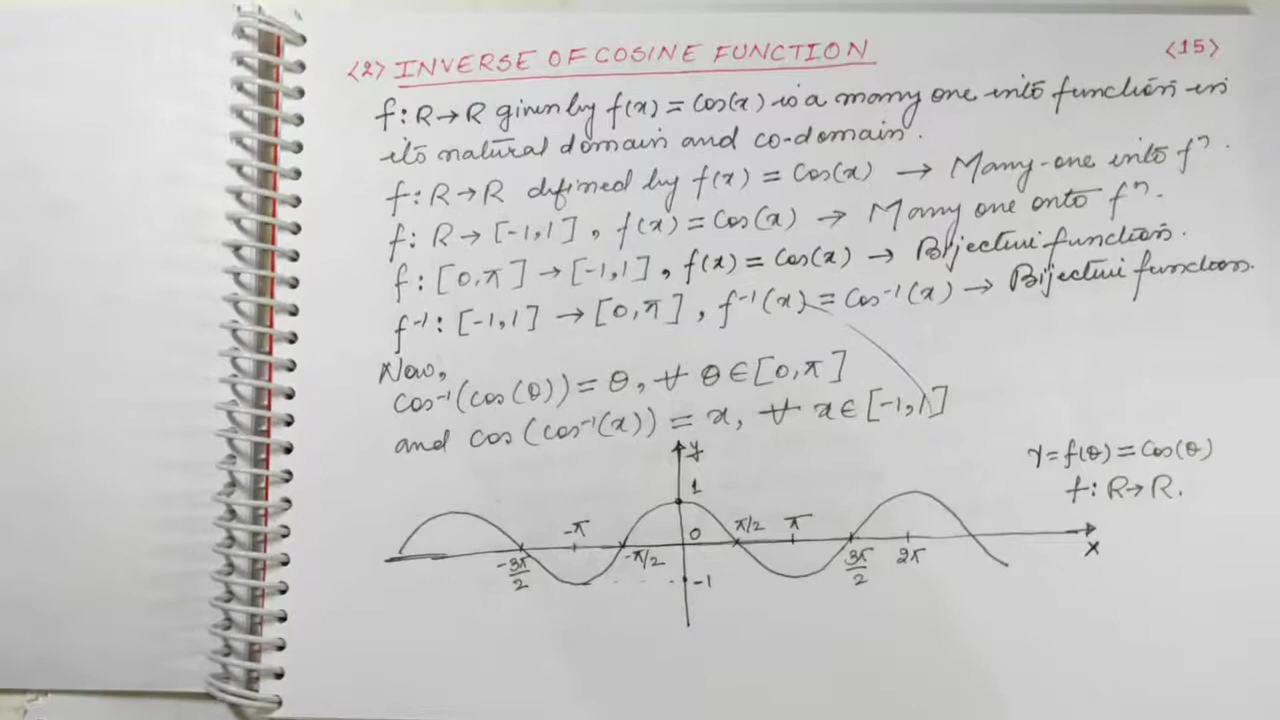 <2> INVERSE OF COSINE FUNCTION
<15>
f: R→R given by f(x) = Cos(x) is a many one into function in
its natural domain and co-domain.
f: R→R defined by f(x) = Cos(x) → Many-one into fⁿ.
f: R→[-1,1], f(x) = Cos(x) → Many one onto fⁿ.
f: [0,π]→[-1,1], f(x) = Cos(x) → Bijective function.
f⁻¹: [-1,1] → [0,π], f⁻¹(x) = Cos⁻¹(x) → Bijective function.
Now,
cos⁻¹(cos(θ)) = θ, ∀ θ ∈ [0,π]
and cos(cos⁻¹(x)) = x, ∀ x ∈ [-1,1]
y
Y = f(θ) = Cos(θ)
f: R→R.
1
-π
0
π/2
π
-3π/2
-π/2
3π/2
2π
X
-1